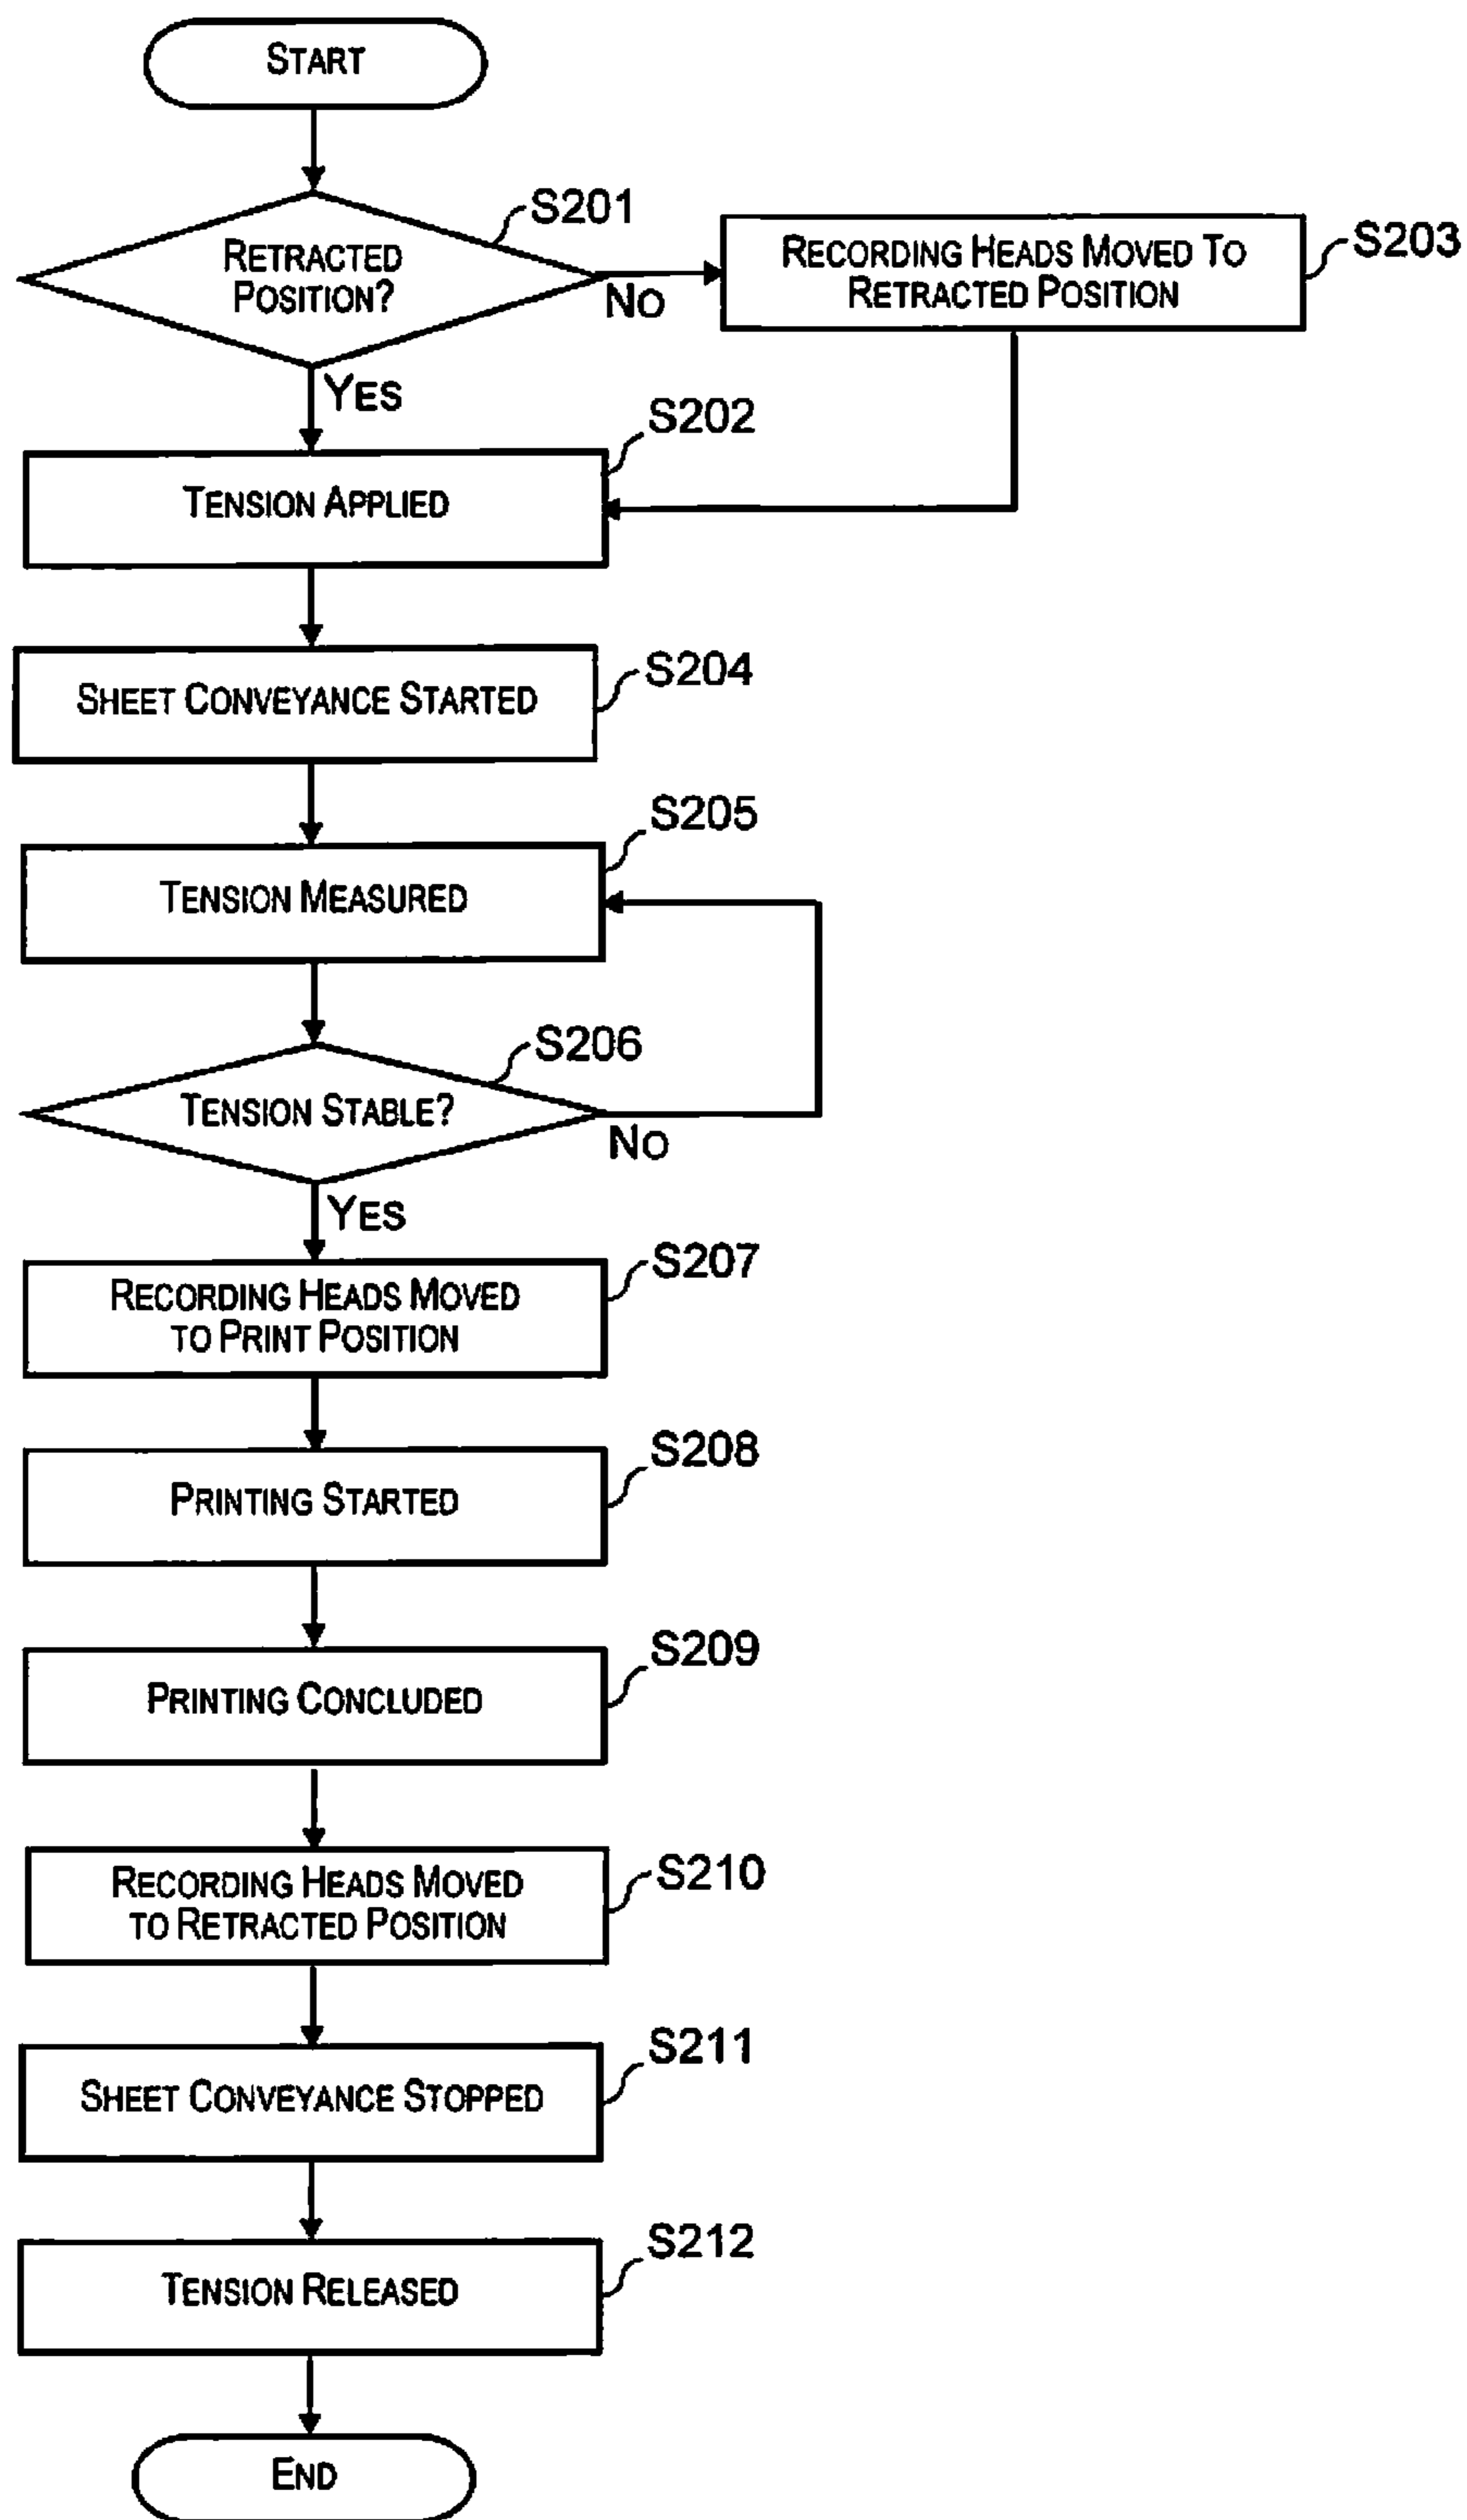 START
S201
RETRACTED
POSITION?
NO
RECORDING HEADS MOVED TO
RETRACTED POSITION
S203
YES
S202
TENSION APPLIED
S204
SHEET CONVEYANCE STARTED
S205
TENSION MEASURED
S206
TENSION STABLE?
NO
YES
S207
RECORDING HEADS MOVED
TO PRINT POSITION
S208
PRINTING STARTED
S209
PRINTING CONCLUDED
S210
RECORDING HEADS MOVED
TO RETRACTED POSITION
S211
SHEET CONVEYANCE STOPPED
S212
TENSION RELEASED
END